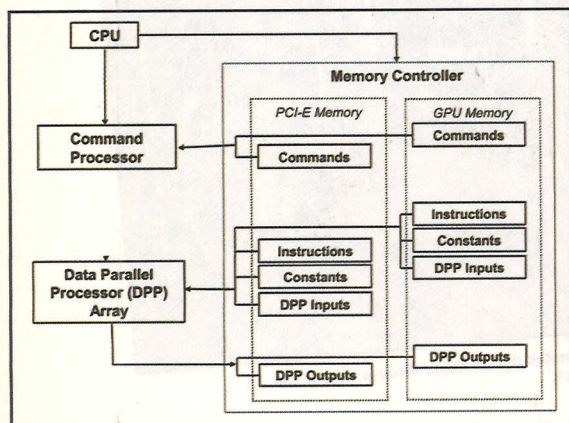 CPU
Memory Controller
PCI-E Memory
GPU Memory
Command
Processor
Commands
Commands
Instructions
Constants
DPP Inputs
Instructions
Constants
DPP Inputs
Data Parallel
Processor (DPP)
Array
DPP Outputs
DPP Outputs